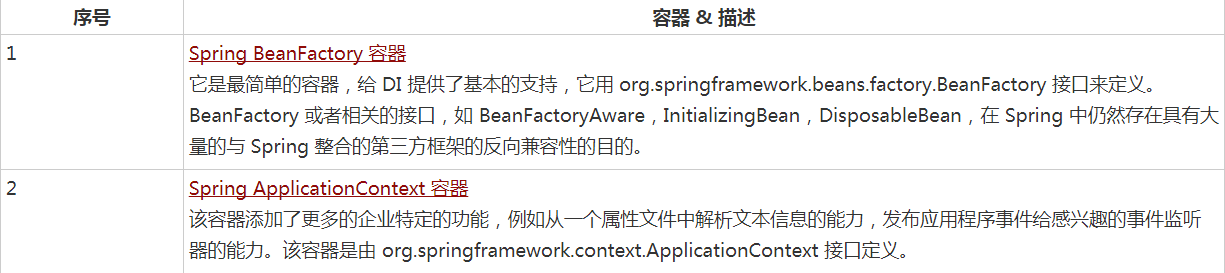 序号 容器 & 描述
1 Spring BeanFactory 容器
它是最简单的容器，给 DI 提供了基本的支持，它用 org.springframework.beans.factory.BeanFactory 接口来定义。
BeanFactory 或者相关的接口，如 BeanFactoryAware，InitializingBean，DisposableBean，在 Spring 中仍然存在具有大
量的与 Spring 整合的第三方框架的反向兼容性的目的。
2 Spring ApplicationContext 容器
该容器添加了更多的企业特定的功能，例如从一个属性文件中解析文本信息的能力，发布应用程序事件给感兴趣的事件监听
器的能力。该容器是由 org.springframework.context.ApplicationContext 接口定义。